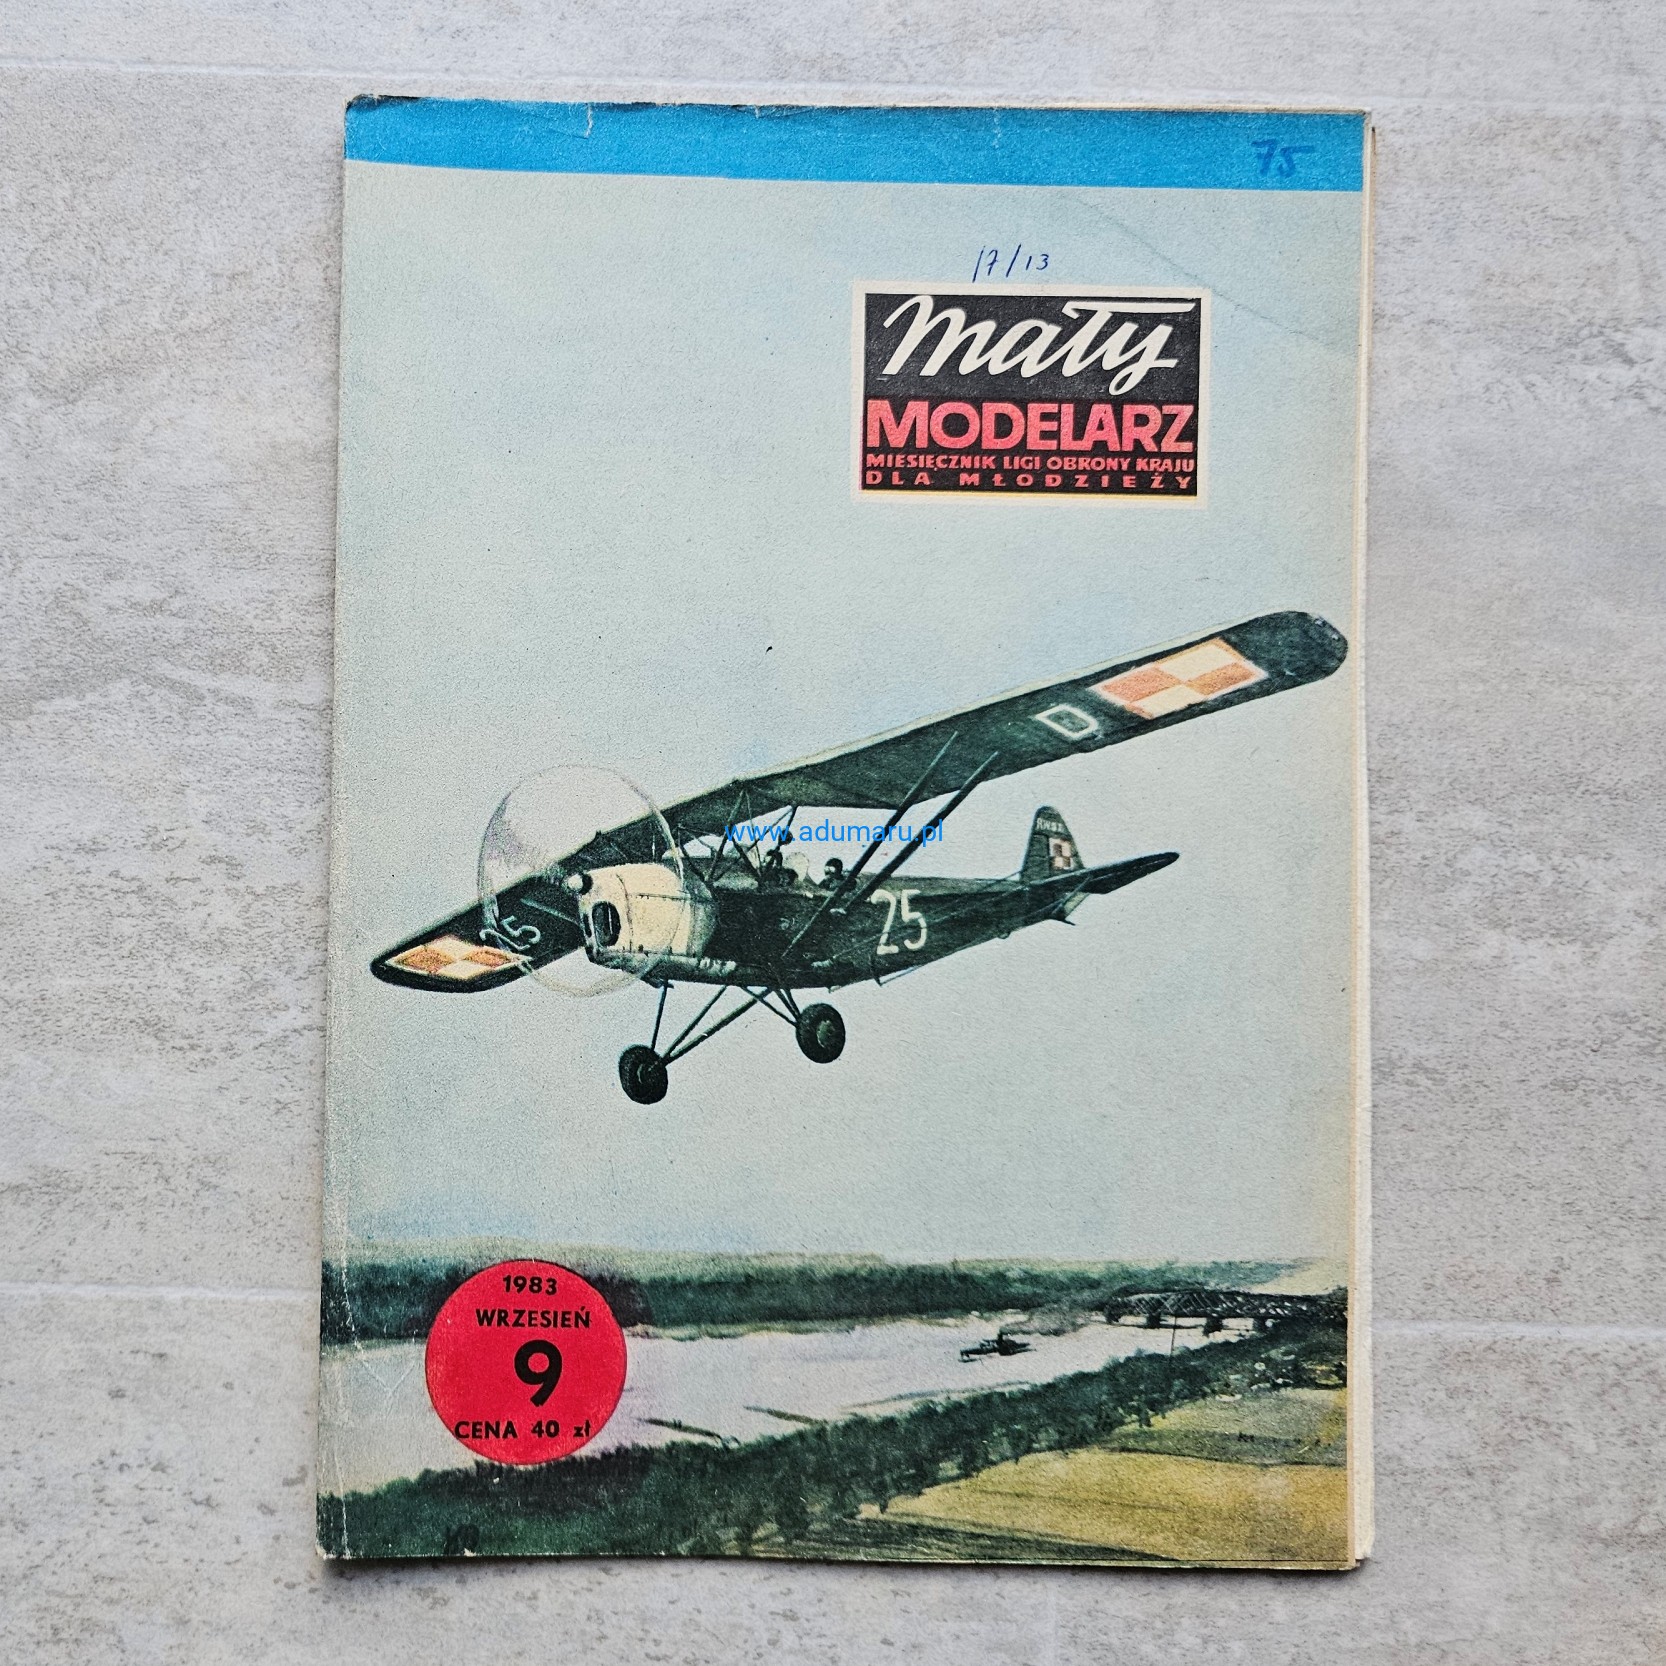 75
17/13
Mały
MODELARZ
MIESIĘCZNIK LIGI OBRONY KRAJU
DLA MŁODZIEŻY
D
www.adumaru.pl
25
25
1983
WRZESIEŃ
9
CENA 40 zł